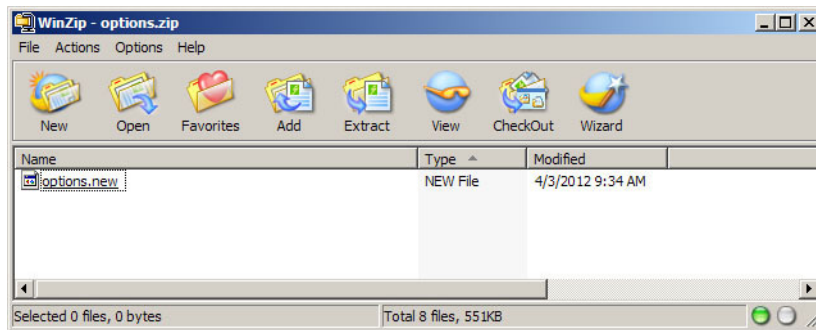 WinZip - options.zip
File Actions Options Help
New Open Favorites Add Extract View CheckOut Wizard
Name Type Modified
options.new NEW File 4/3/2012 9:34 AM
Selected 0 files, 0 bytes Total 8 files, 551KB